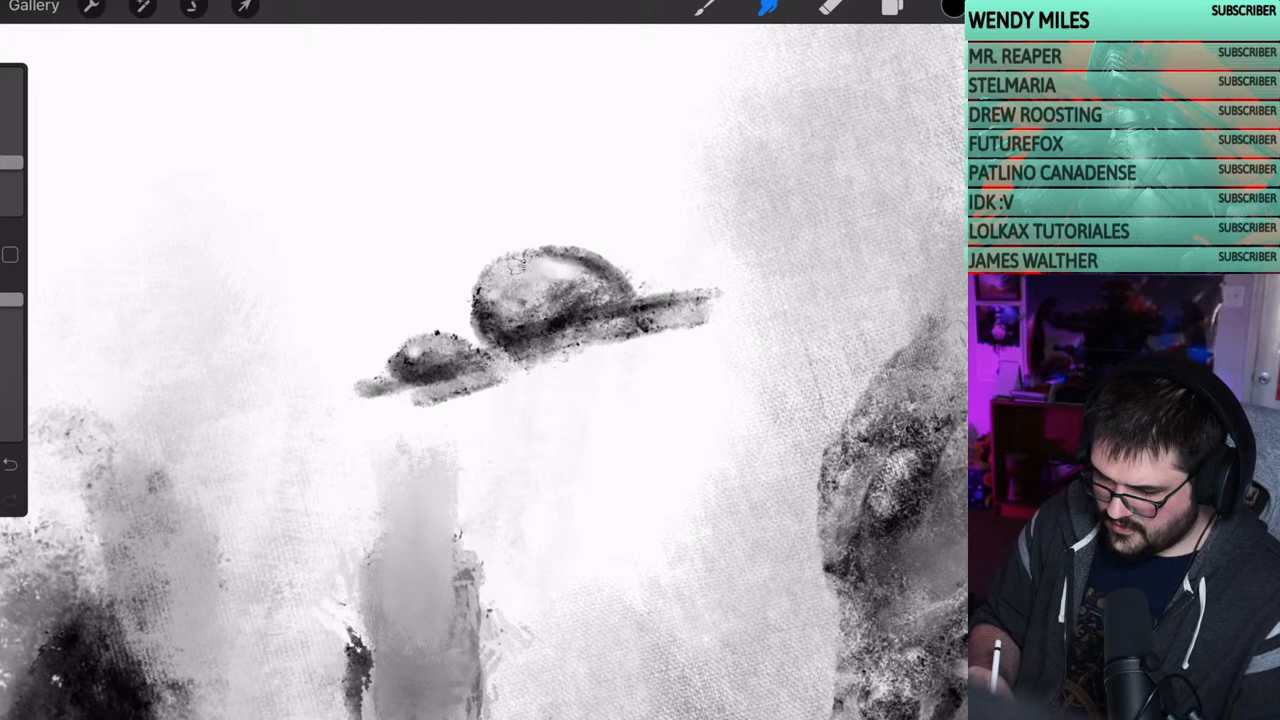 Gallery
WENDY MILES SUBSCRIBER
MR. REAPER SUBSCRIBER
STELMARIA SUBSCRIBER
DREW ROOSTING SUBSCRIBER
FUTUREFOX SUBSCRIBER
PATLINO CANADENSE SUBSCRIBER
IDK :V SUBSCRIBER
LOLKAX TUTORIALES SUBSCRIBER
JAMES WALTHER SUBSCRIBER